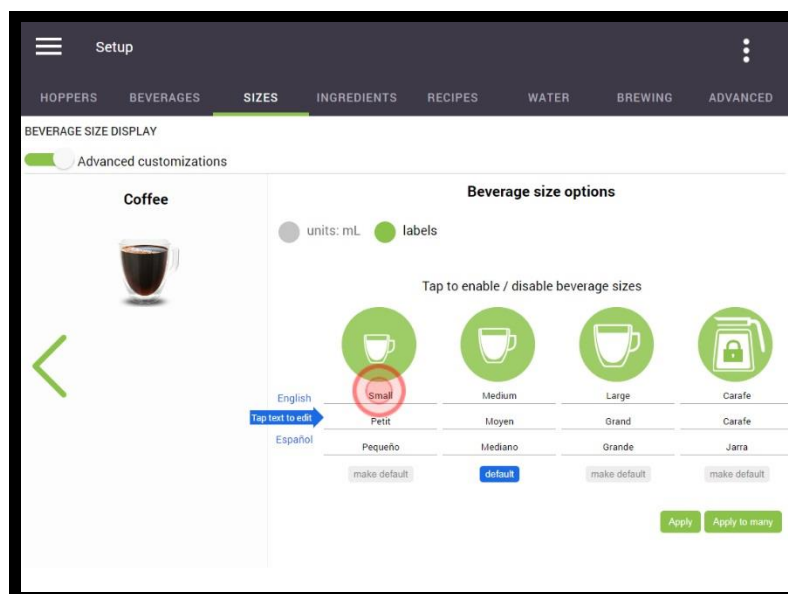 Setup
HOPPERS BEVERAGES SIZES INGREDIENTS RECIPES WATER BREWING ADVANCED
BEVERAGE SIZE DISPLAY
Advanced customizations
Coffee
Beverage size options
units: mL labels
Tap to enable / disable beverage sizes
English Small Medium Large Carafe
Tap text to edit Petit Moyen Grand Carafe
Español Pequeño Mediano Grande Jarra
make default default make default make default
Apply Apply to many